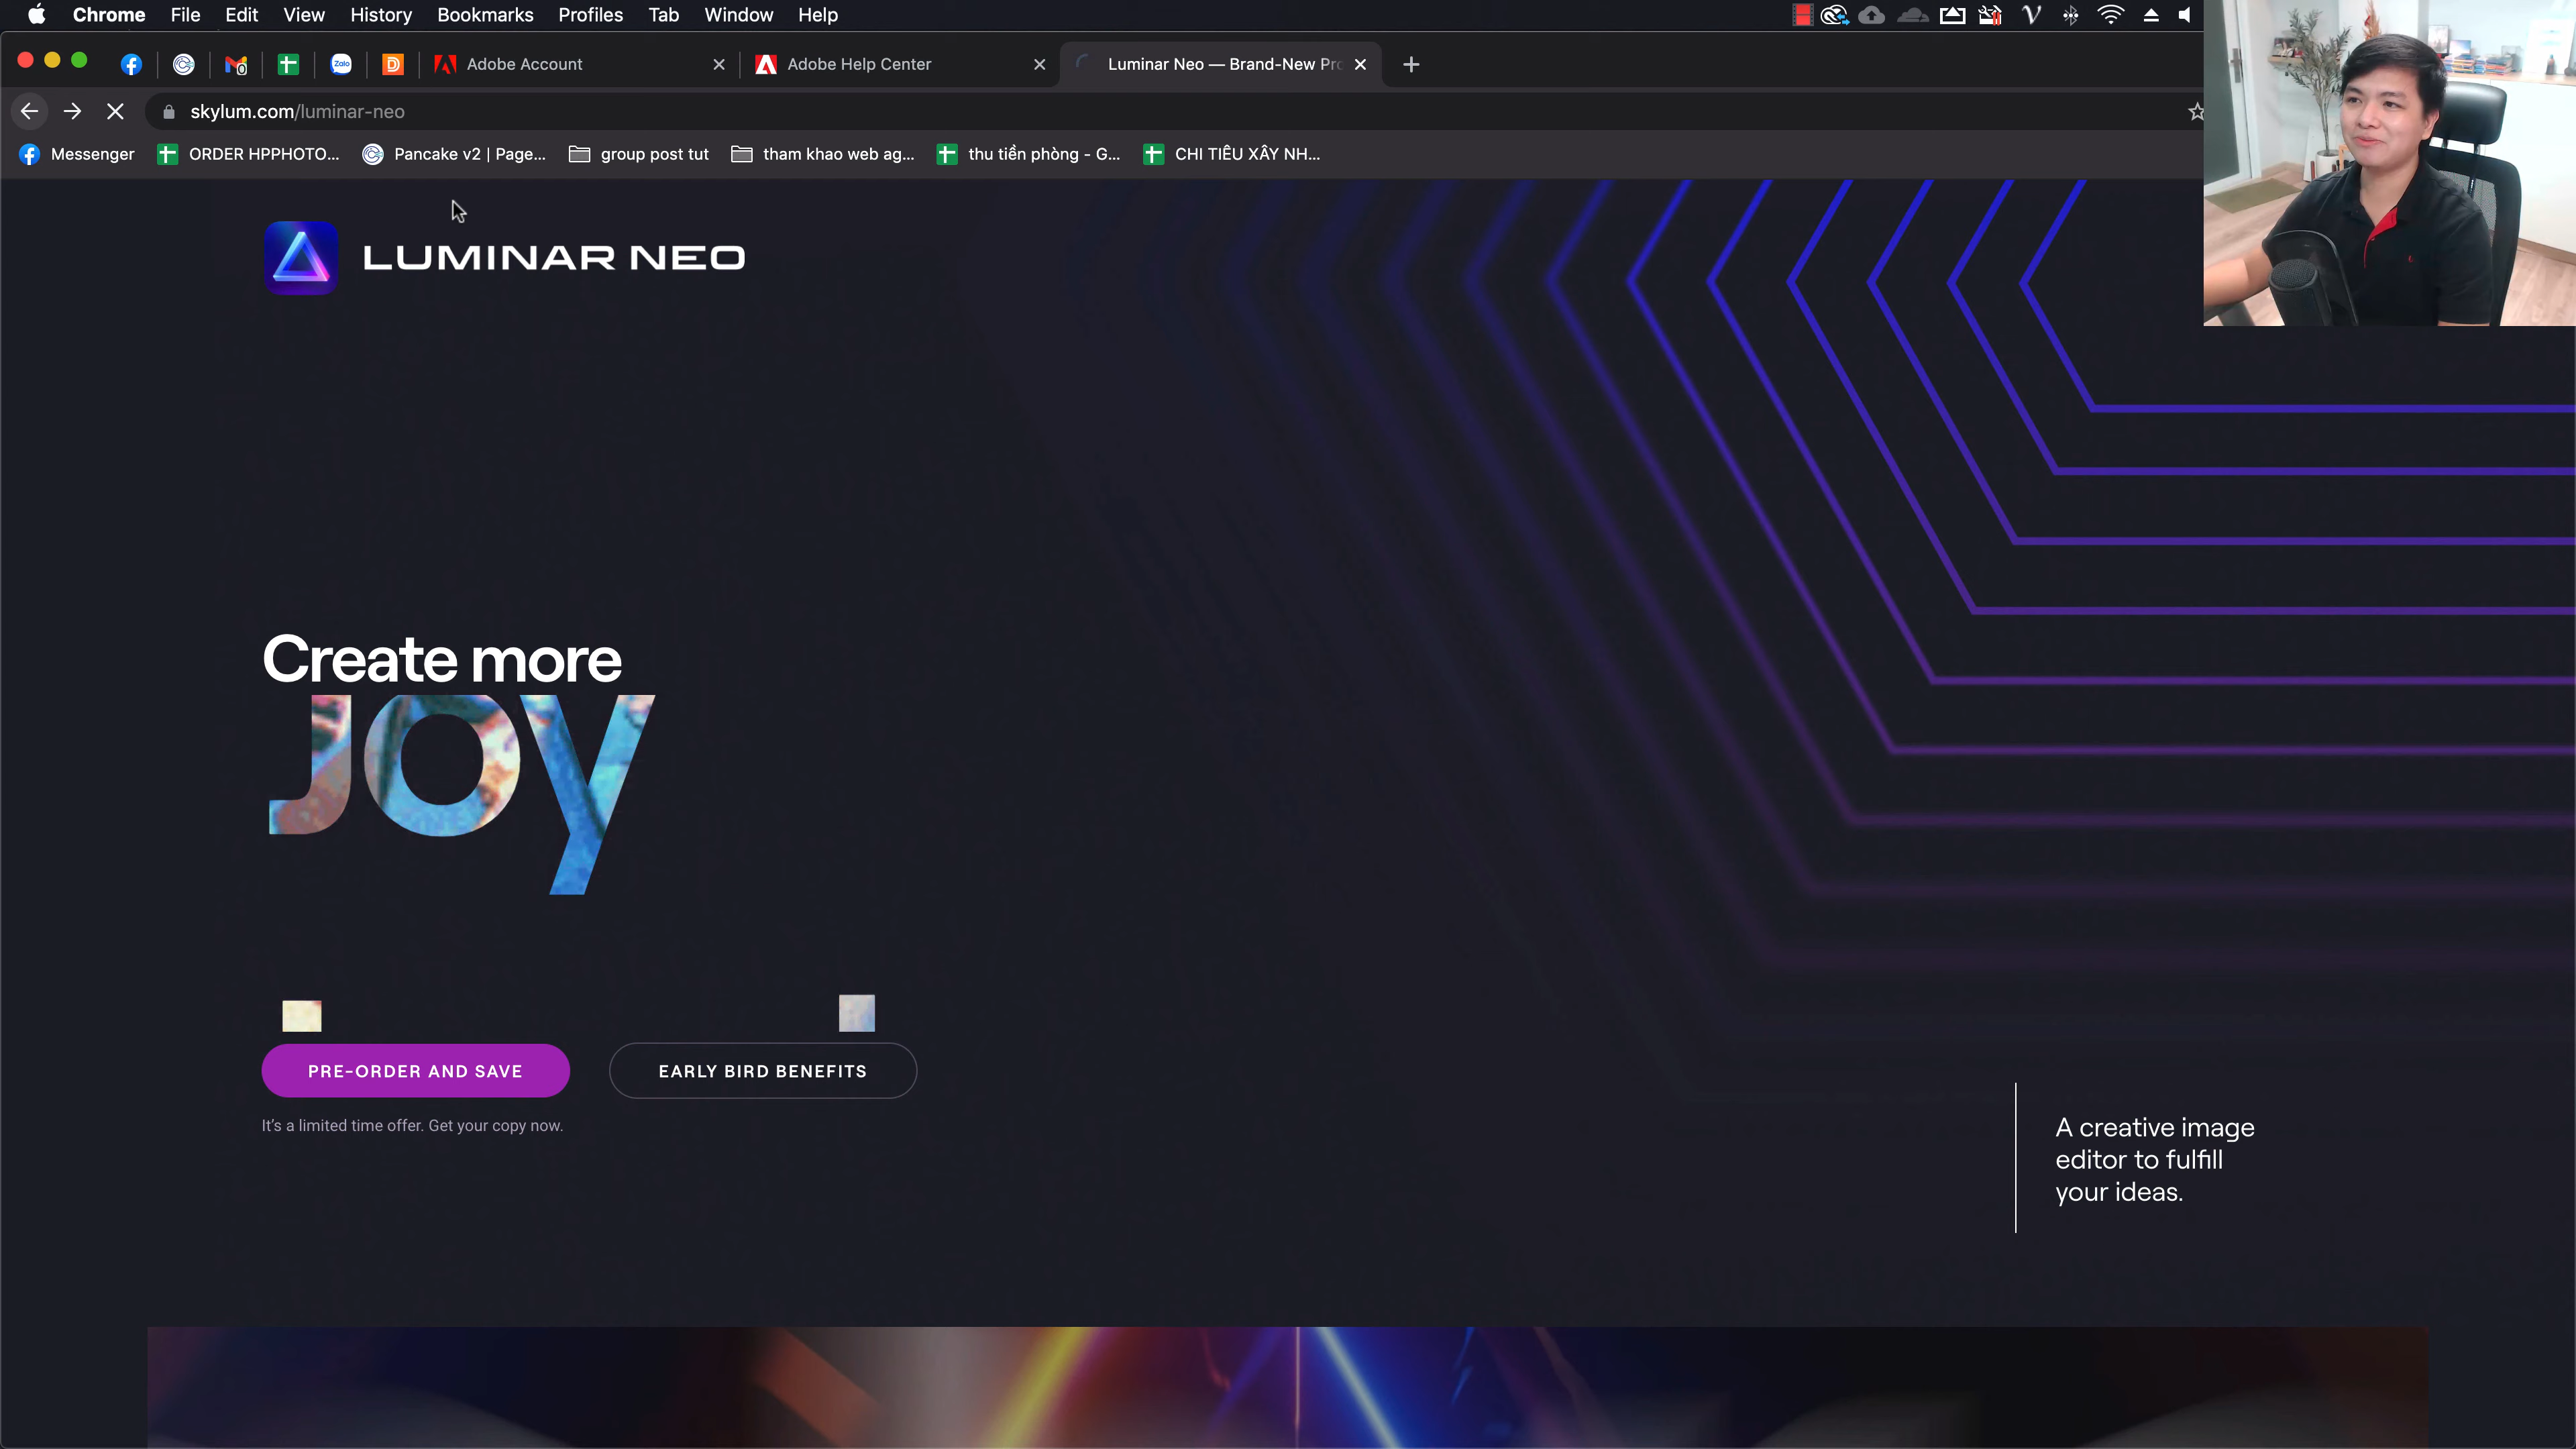 Chrome File Edit View History Bookmarks Profiles Tab Window Help
Zalo D Adobe Account Adobe Help Center Luminar Neo — Brand-New Pro
skylum.com/luminar-neo
Messenger ORDER HPPHOTO... Pancake v2 | Page... group post tut tham khao web ag... thu tiền phòng - G... CHI TIÊU XÂY NH...
LUMINAR NEO
Create more
joy
PRE-ORDER AND SAVE EARLY BIRD BENEFITS
It's a limited time offer. Get your copy now.
A creative image
editor to fulfill
your ideas.